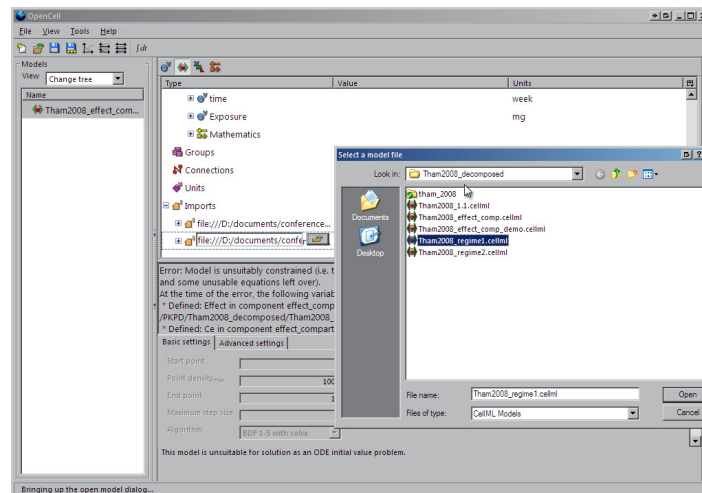 OpenCell
File View Tools Help
∫dt
Models
View Change tree
Name
Tham2008_effect_com...
Type Value Units
time week
Exposure mg
Mathematics
Groups
Connections
Units
Imports
file:///D:/documents/conference...
file:///D:/documents/confer
Error: Model is unsuitably constrained (i.e. t
and some unusable equations left over).
At the time of the error, the following variab
* Defined: Effect in component effect_comp
/PKPD/Tham2008_decomposed/Tham2008_
* Defined: Ce in component effect_compart
Basic settings Advanced settings
Start point
Point density max 100
End point 1
Maximum step size
Algorithm BDF 1-5 with solve
This model is unsuitable for solution as an ODE initial value problem.
Bringing up the open model dialog...
Select a model file
Look in: Tham2008_decomposed
Documents
Desktop
tham_2008
Tham2008_1.1.cellml
Tham2008_effect_comp.cellml
Tham2008_effect_comp_demo.cellml
Tham2008_regime1.cellml
Tham2008_regime2.cellml
File name: Tham2008_regime1.cellml Open
Files of type: CellML Models Cancel